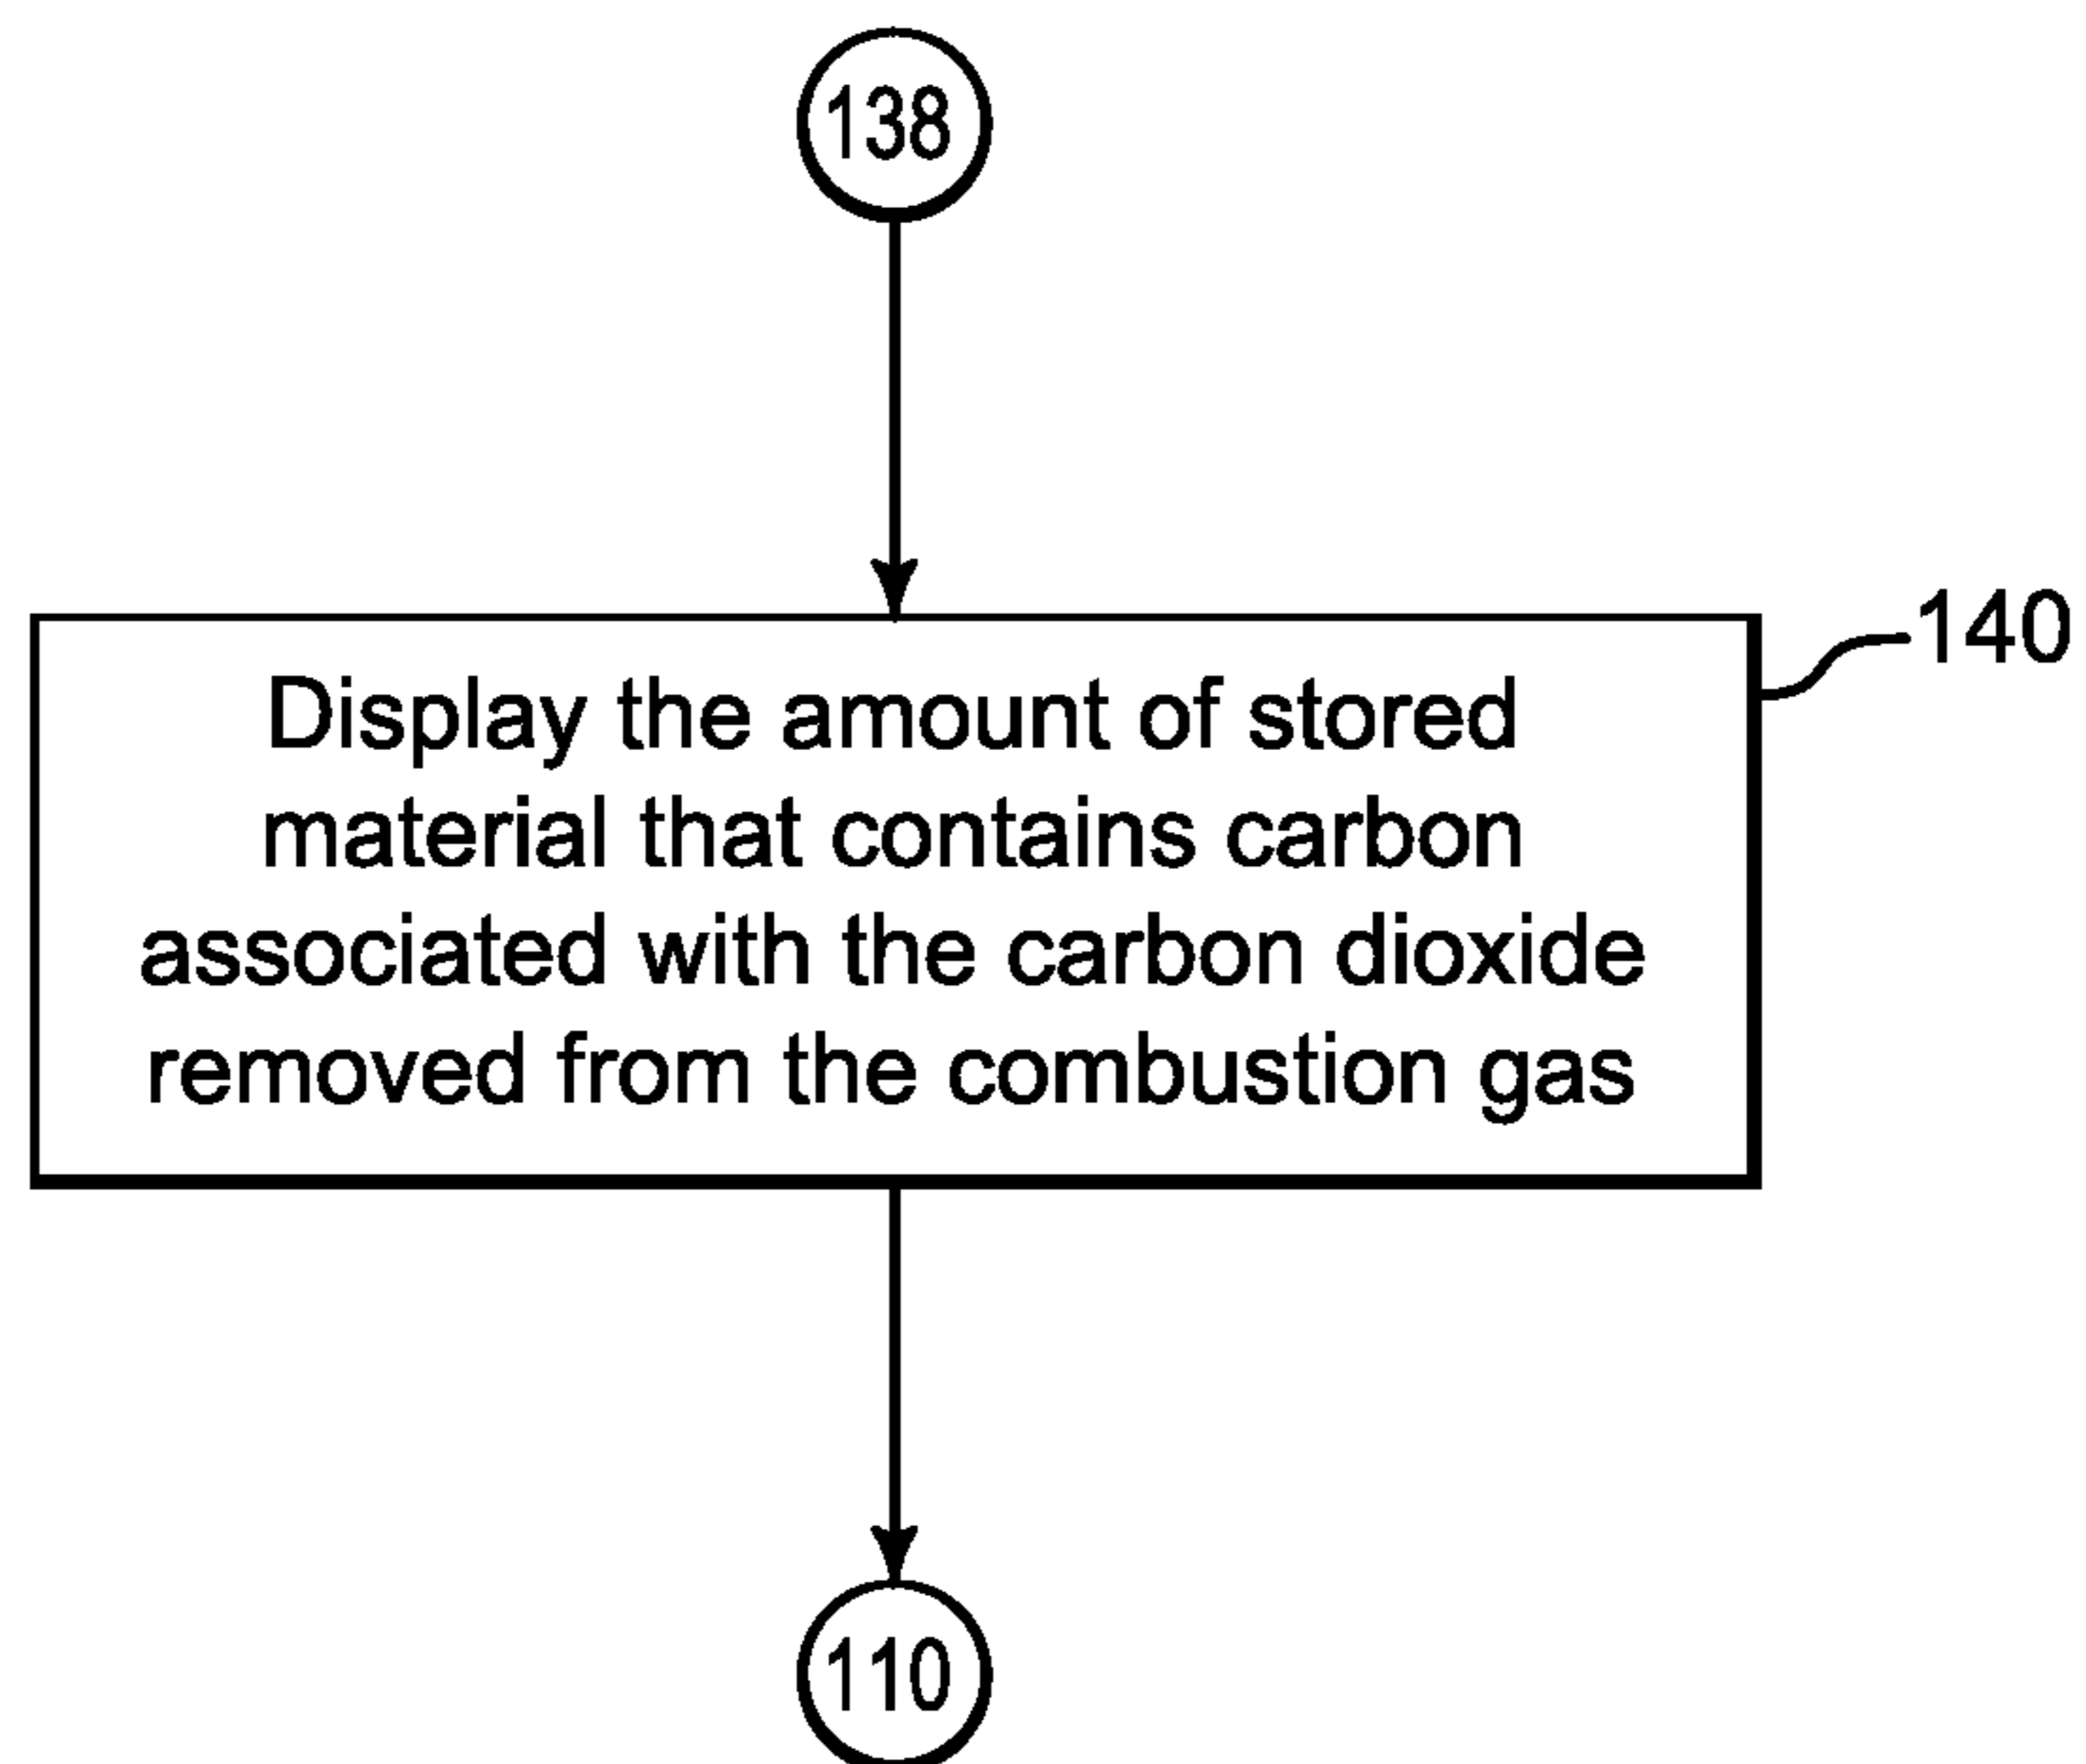 138
140
Display the amount of stored
material that contains carbon
associated with the carbon dioxide
removed from the combustion gas
110